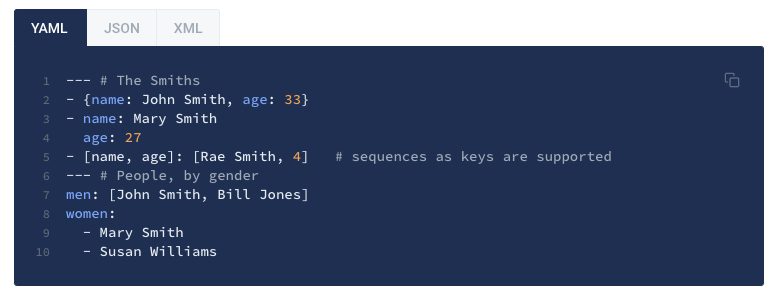 YAML JSON XML
1 --- # The Smiths
2 - {name: John Smith, age: 33}
3 - name: Mary Smith
4   age: 27
5 - [name, age]: [Rae Smith, 4]   # sequences as keys are supported
6 --- # People, by gender
7 men: [John Smith, Bill Jones]
8 women:
9   - Mary Smith
10   - Susan Williams